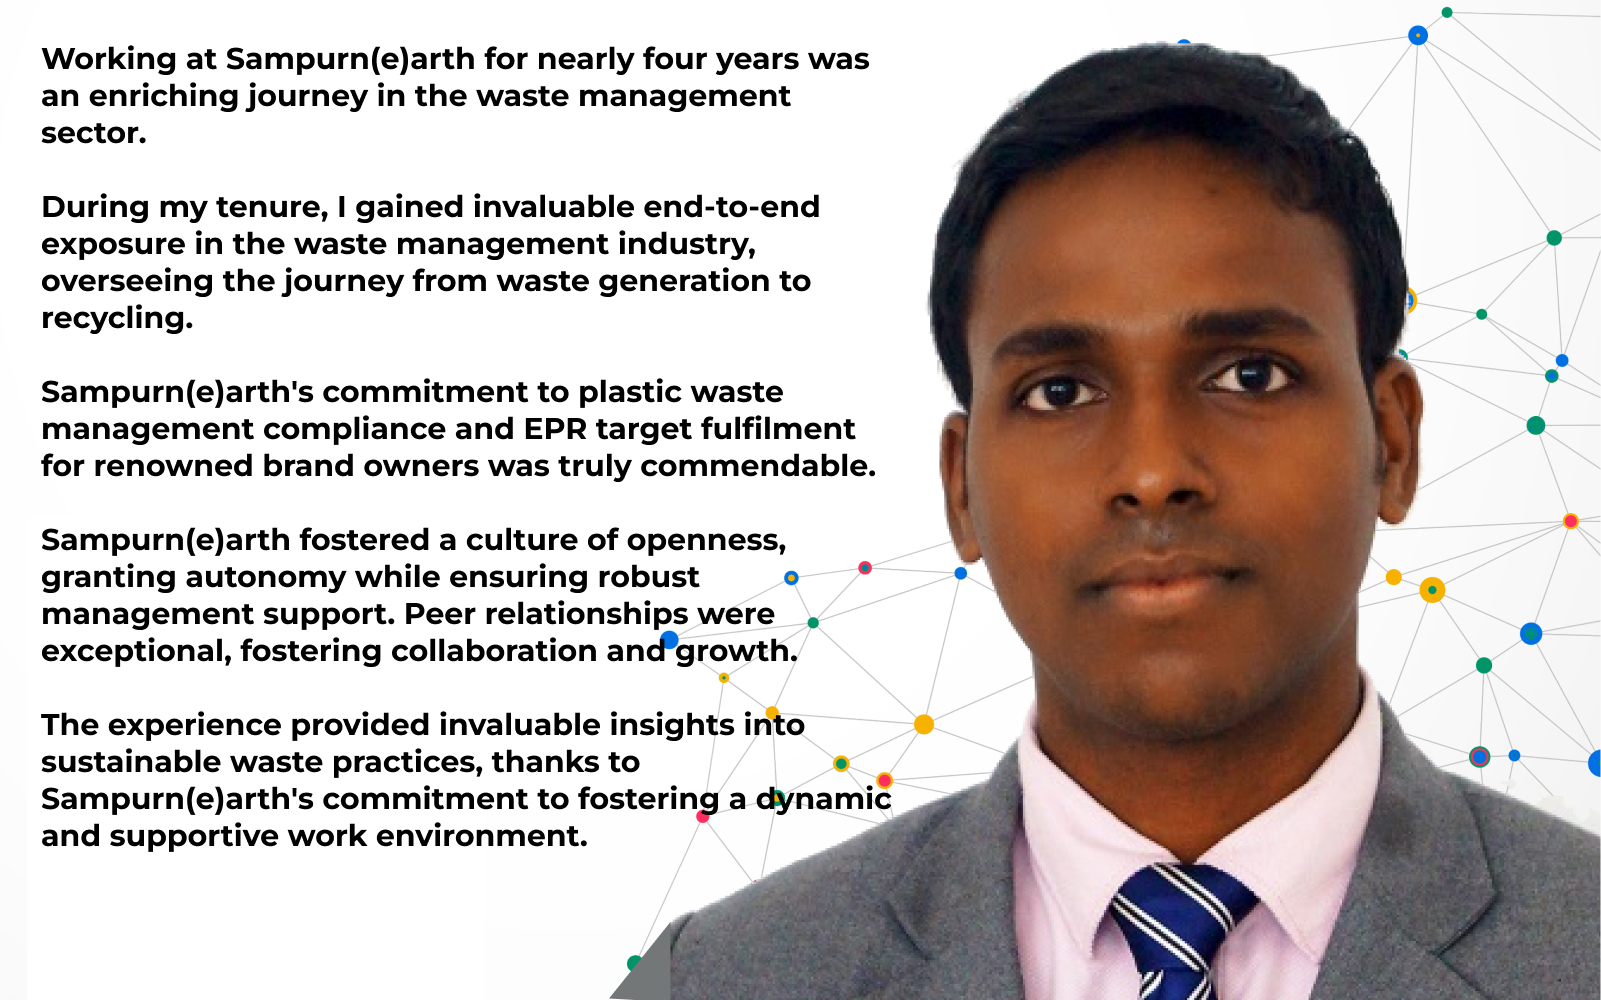 Working at Sampurn(e)arth for nearly four years was
an enriching journey in the waste management
sector.
During my tenure, I gained invaluable end-to-end
exposure in the waste management industry,
overseeing the journey from waste generation to
recycling.
Sampurn(e)arth's commitment to plastic waste
management compliance and EPR target fulfilment
for renowned brand owners was truly commendable.
Sampurn(e)arth fostered a culture of openness,
granting autonomy while ensuring robust
management support. Peer relationships were
exceptional, fostering collaboration and growth.
The experience provided invaluable insights into
sustainable waste practices, thanks to
Sampurn(e)arth's commitment to fostering a dynamic
and supportive work environment.